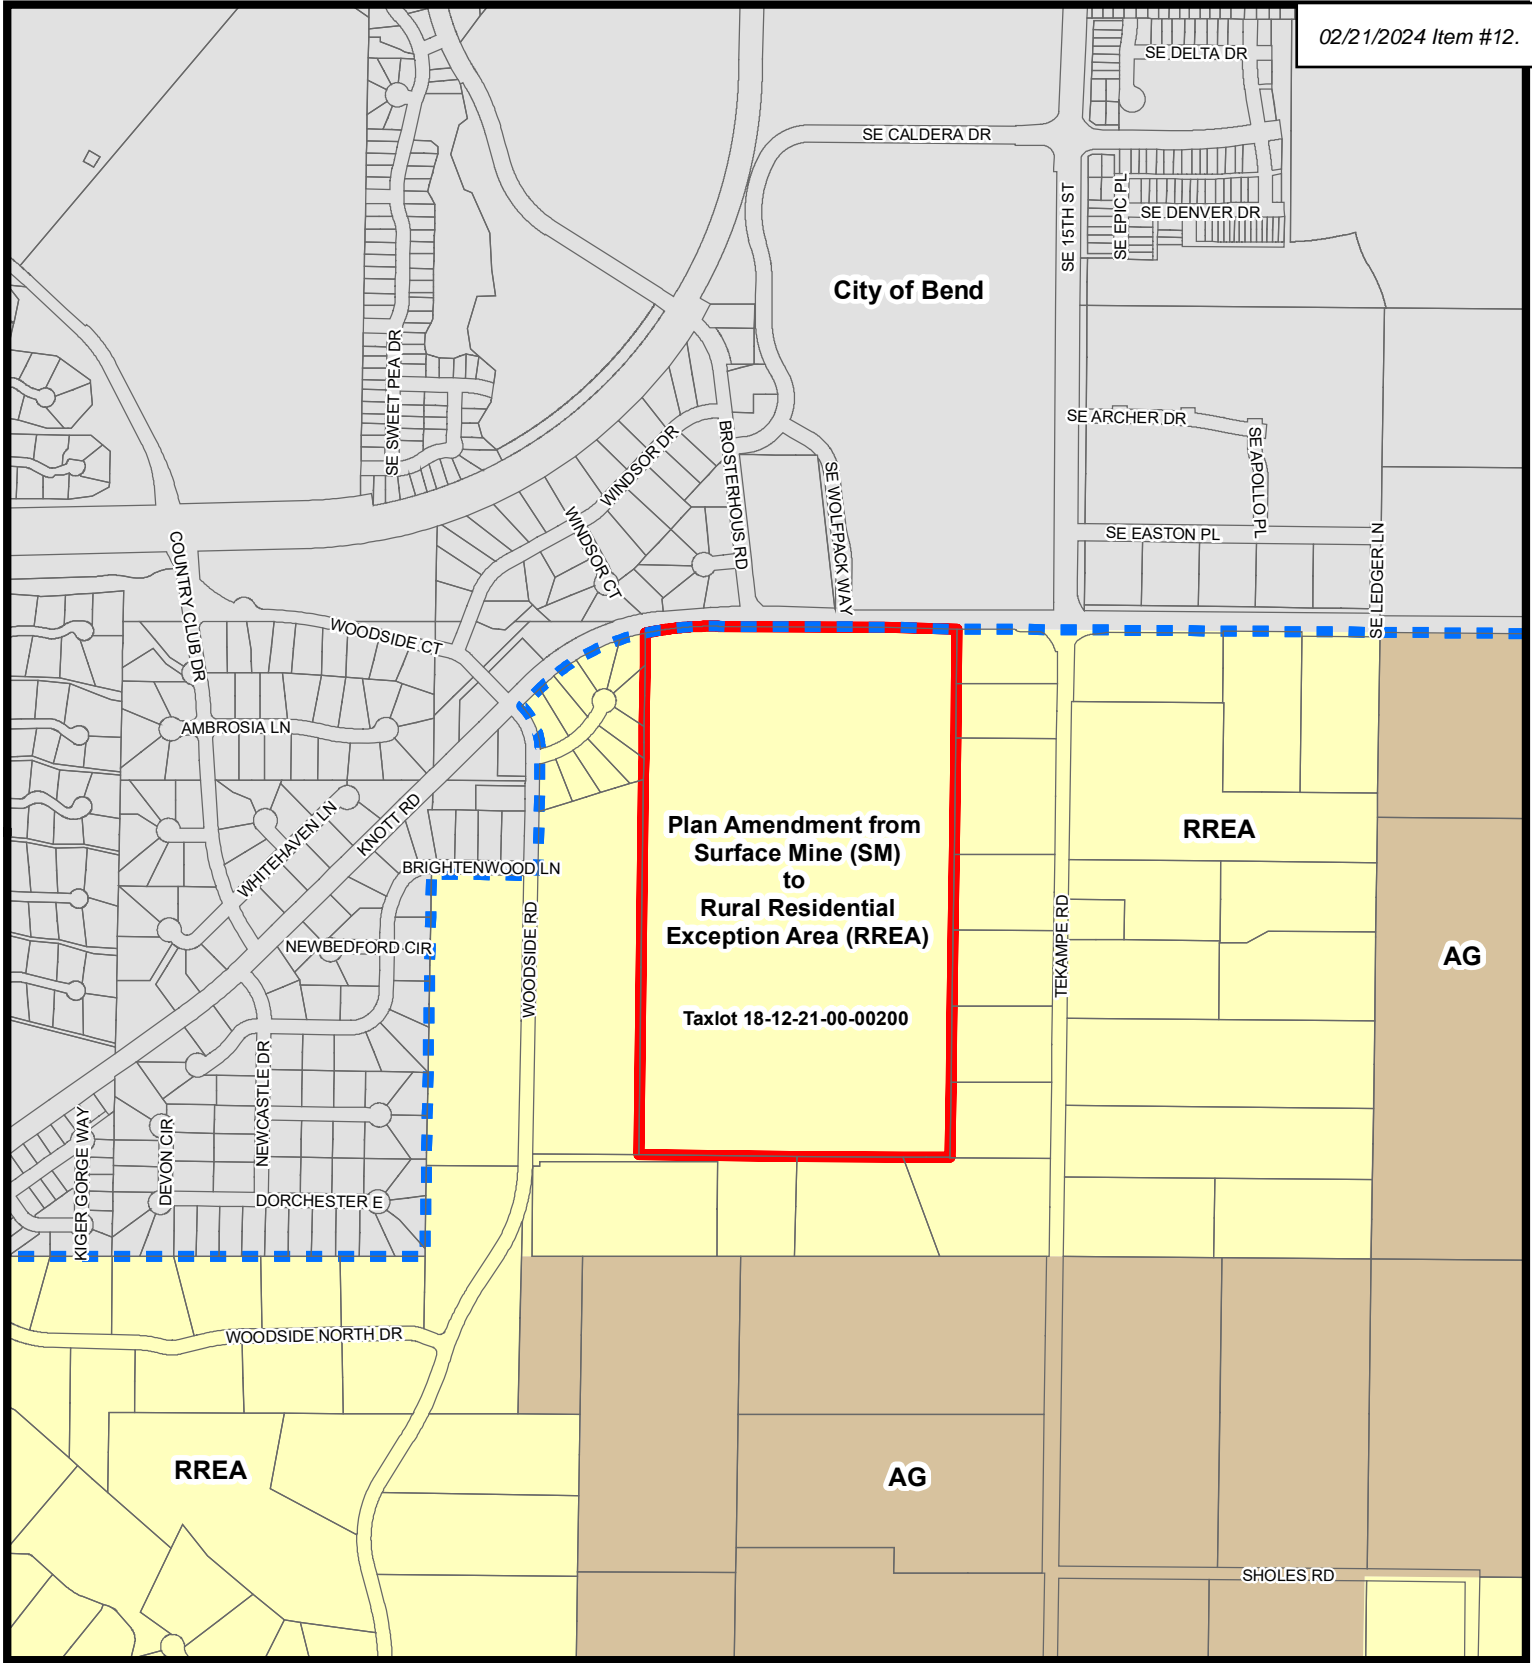 02/21/2024 Item #12.
SE DELTA DR
SE CALDERA DR
SE 15TH ST
SE EPIC PL
SE DENVER DR
City of Bend
SE SWEET PEA DR
SE ARCHER DR
SE APOLLO PL
WINDSOR DR
BROSTERHOUS RD
SE WOLFPACK WAY
WINDSOR CT
SE EASTON PL
SE LEDGER LN
COUNTRY CLUB DR
WOODSIDE CT
AMBROSIA LN
WHITEHAVEN LN
KNOTT RD
BRIGHTENWOOD LN
Plan Amendment from
Surface Mine (SM)
to
Rural Residential
Exception Area (RREA)
RREA
NEWBEDFORD CIR
WOODSIDE RD
TEKAMPE RD
AG
Taxlot 18-12-21-00-00200
NEWCASTLE DR
KIGER GORGE WAY
DEVON CIR
DORCHESTER E
WOODSIDE NORTH DR
RREA
AG
SHOLES RD